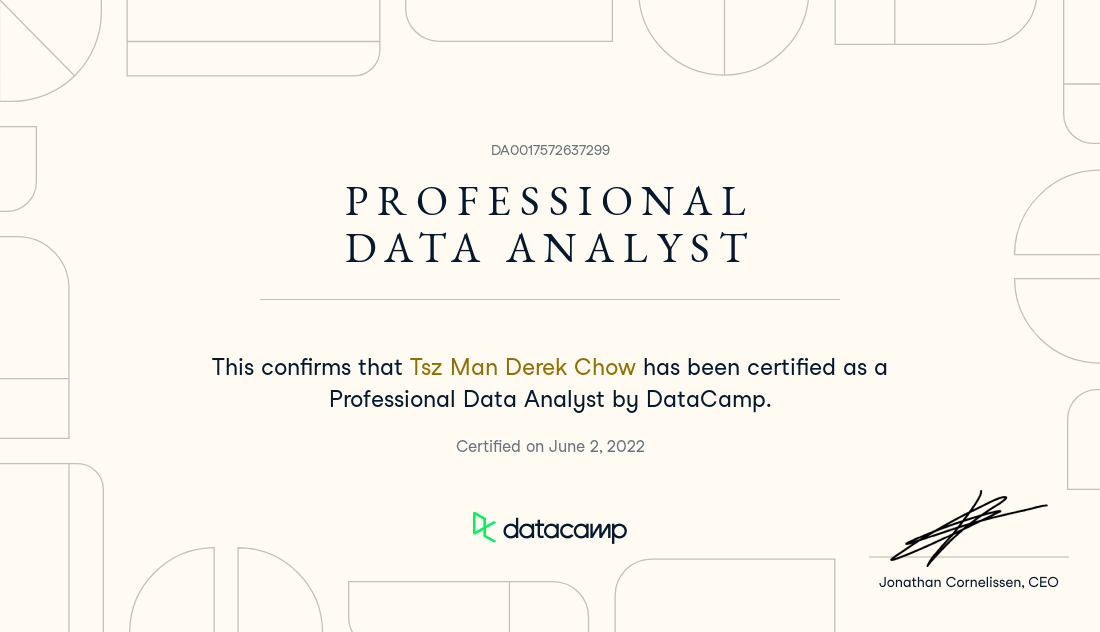 DA0017572637299
PROFESSIONAL
DATA ANALYST
This confirms that Tsz Man Derek Chow has been certified as a
Professional Data Analyst by DataCamp.
Certified on June 2, 2022
datacamp
Jonathan Cornelissen, CEO